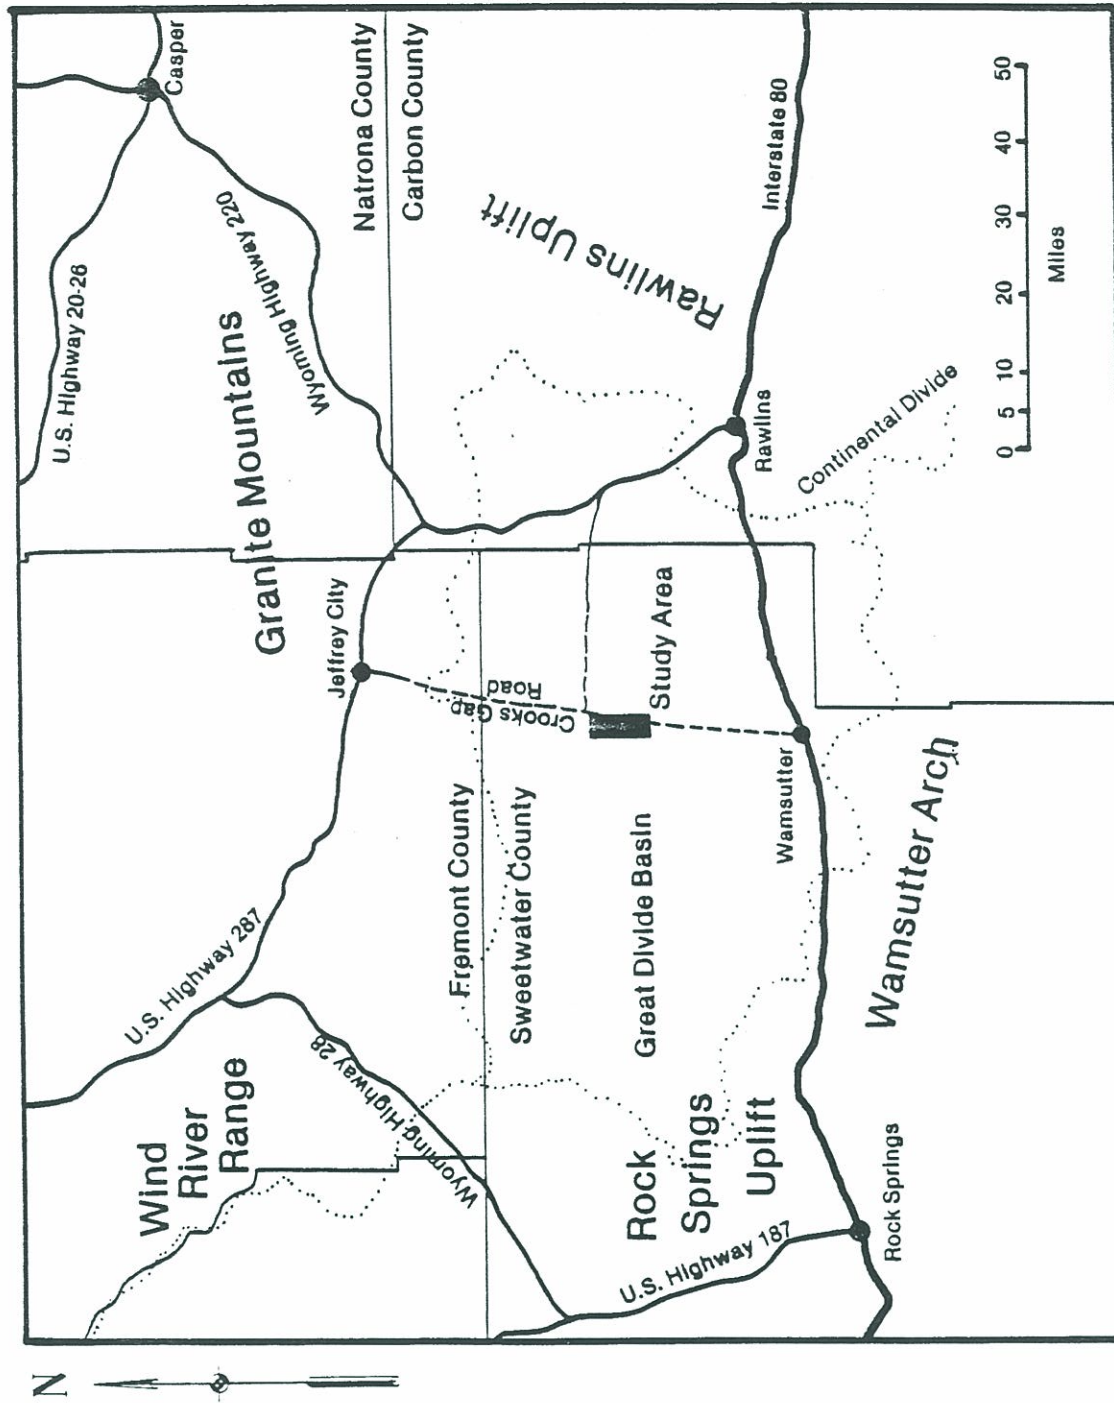 N
Casper
U.S. Highway 20-26
Wyoming Highway 220
Natrona County
Carbon County
Granite Mountains
Rawlins Uplift
Interstate 80
Rawlins
Continental Divide
0 5 10 20 30 40 50
Miles
Jeffrey City
Crooks Gap
Road
Study Area
Wamsutter
U.S. Highway 287
Wind
River
Range
Wyoming Highway 28
Fremont County
Sweetwater County
Great Divide Basin
Rock
Springs
Uplift
U.S. Highway 187
Rock Springs
Wamsutter Arch